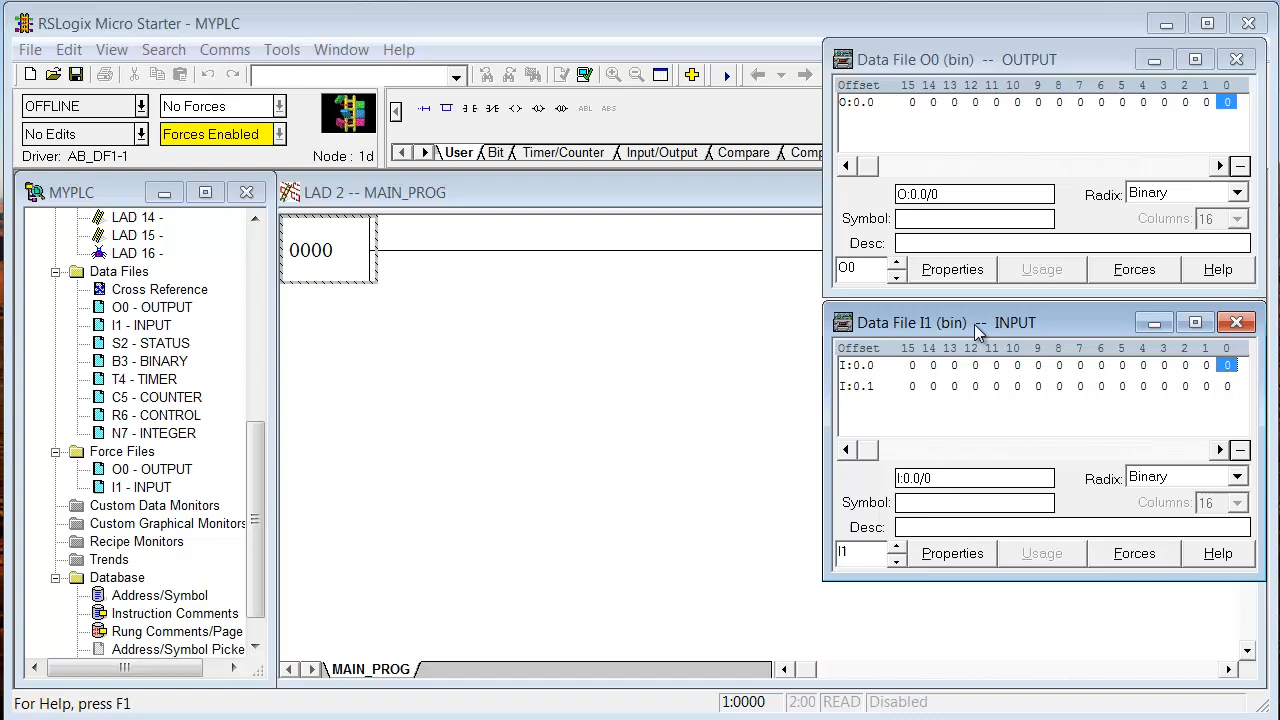 RSLogix Micro Starter - MYPLC
File Edit View Search Comms Tools Window Help
OFFLINE No Forces
No Edits Forces Enabled
Driver: AB_DF1-1 Node : 1d
ABL ABS
User Bit Timer/Counter Input/Output Compare Comp
MYPLC
LAD 14 -
LAD 15 -
LAD 16 -
Data Files
Cross Reference
O0 - OUTPUT
I1 - INPUT
S2 - STATUS
B3 - BINARY
T4 - TIMER
C5 - COUNTER
R6 - CONTROL
N7 - INTEGER
Force Files
O0 - OUTPUT
I1 - INPUT
Custom Data Monitors
Custom Graphical Monitors
Recipe Monitors
Trends
Database
Address/Symbol
Instruction Comments
Rung Comments/Page
Address/Symbol Picke
LAD 2 -- MAIN_PROG
0000
MAIN_PROG
Data File O0 (bin) -- OUTPUT
Offset 15 14 13 12 11 10 9 8 7 6 5 4 3 2 1 0
O:0.0 0 0 0 0 0 0 0 0 0 0 0 0 0 0 0 0
O:0.0/0 Radix: Binary
Symbol: Columns: 16
Desc:
O0 Properties Usage Forces Help
Data File I1 (bin) -- INPUT
Offset 15 14 13 12 11 10 9 8 7 6 5 4 3 2 1 0
I:0.0 0 0 0 0 0 0 0 0 0 0 0 0 0 0 0 0
I:0.1 0 0 0 0 0 0 0 0 0 0 0 0 0 0 0 0
I:0.0/0 Radix: Binary
Symbol: Columns: 16
Desc:
I1 Properties Usage Forces Help
For Help, press F1 1:0000 2:00 READ Disabled